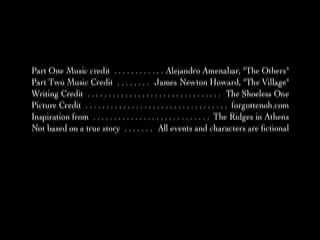 Part One Music credit ............ Alejandro Amenabar, "The Others"
Part Two Music Credit ........ James Newton Howard, "The Village"
Writing Credit ................................ The Shoeless One
Picture Credit .................................. forgottenoh.com
Inspiration from ............................ The Ridges in Athens
Not based on a true story ....... All events and characters are fictional